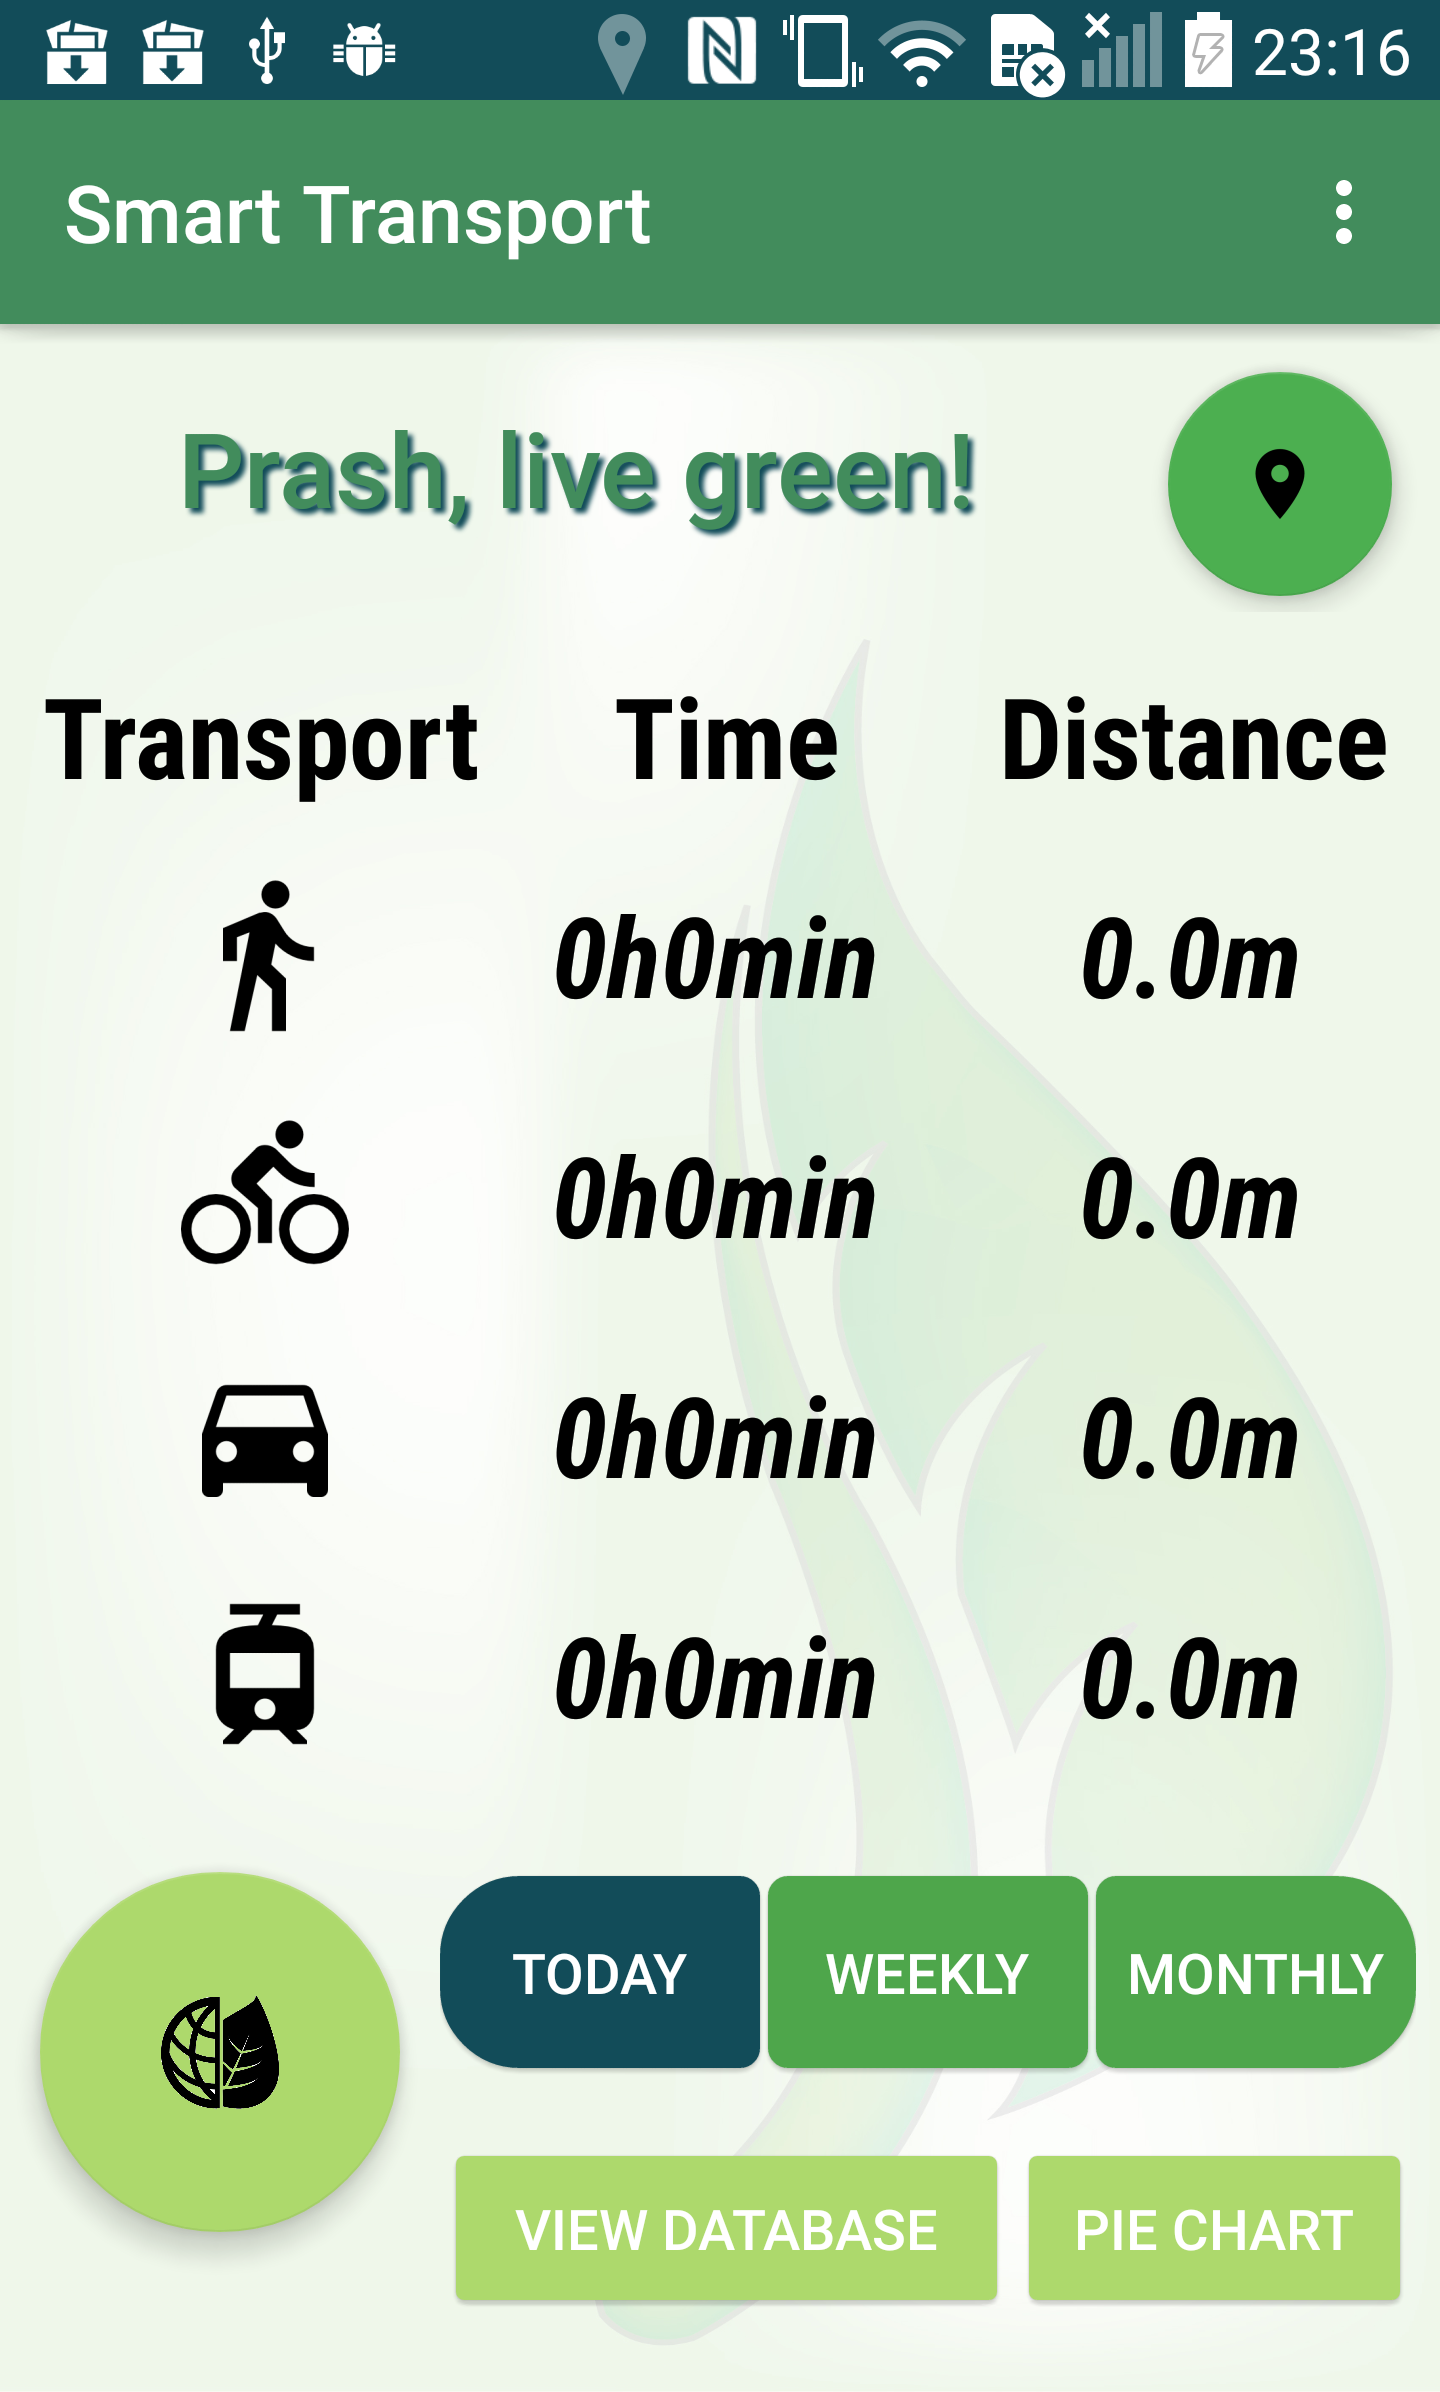 23:16
Smart Transport
Prash, live green!
Transport Time Distance
0h0min 0.0m
0h0min 0.0m
0h0min 0.0m
0h0min 0.0m
TODAY WEEKLY MONTHLY
VIEW DATABASE PIE CHART